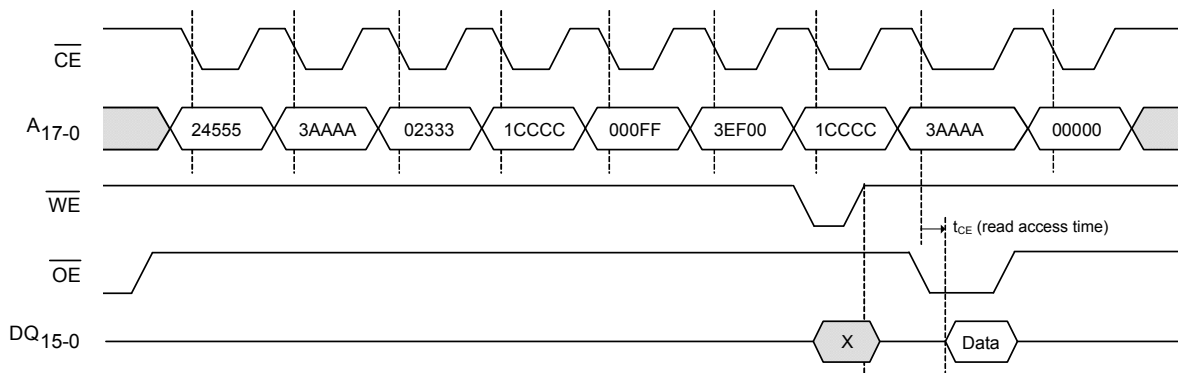 CE
A17-0 24555 3AAAA 02333 1CCCC 000FF 3EF00 1CCCC 3AAAA 00000
WE
tCE (read access time)
OE
DQ15-0 X Data